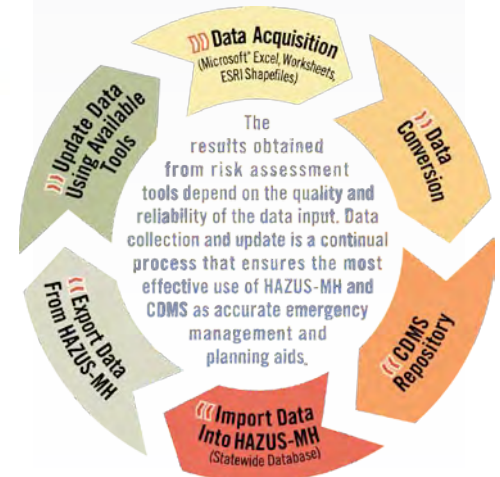 Data Acquisition
(Microsoft® Excel, Worksheets,
ESRI Shapefiles)
Data
Conversion
CDMS
Repository
Import Data
Into HAZUS-MH
(Statewide Database)
Export Data
From HAZUS-MH
Update Data
Using Available
Tools
The
results obtained
from risk assessment
tools depend on the quality and
reliability of the data input. Data
collection and update is a continual
process that ensures the most
effective use of HAZUS-MH and
CDMS as accurate emergency
management and
planning aids.